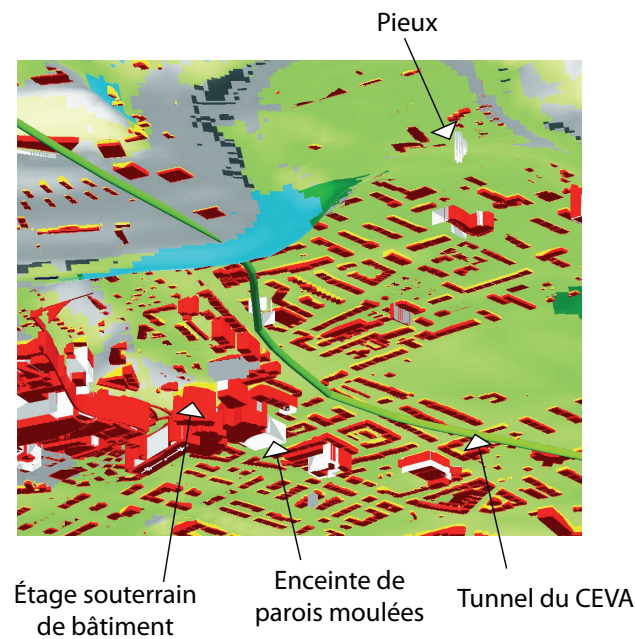 Pieux
Étage souterrain
de bâtiment
Enceinte de
parois moulées
Tunnel du CEVA